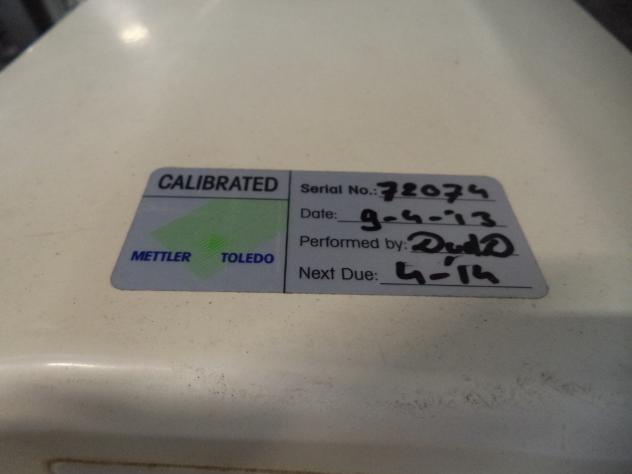 CALIBRATED
METTLER TOLEDO
Serial No.: 72074
Date: 9-4-'13
Performed by:
Next Due: 4-'14